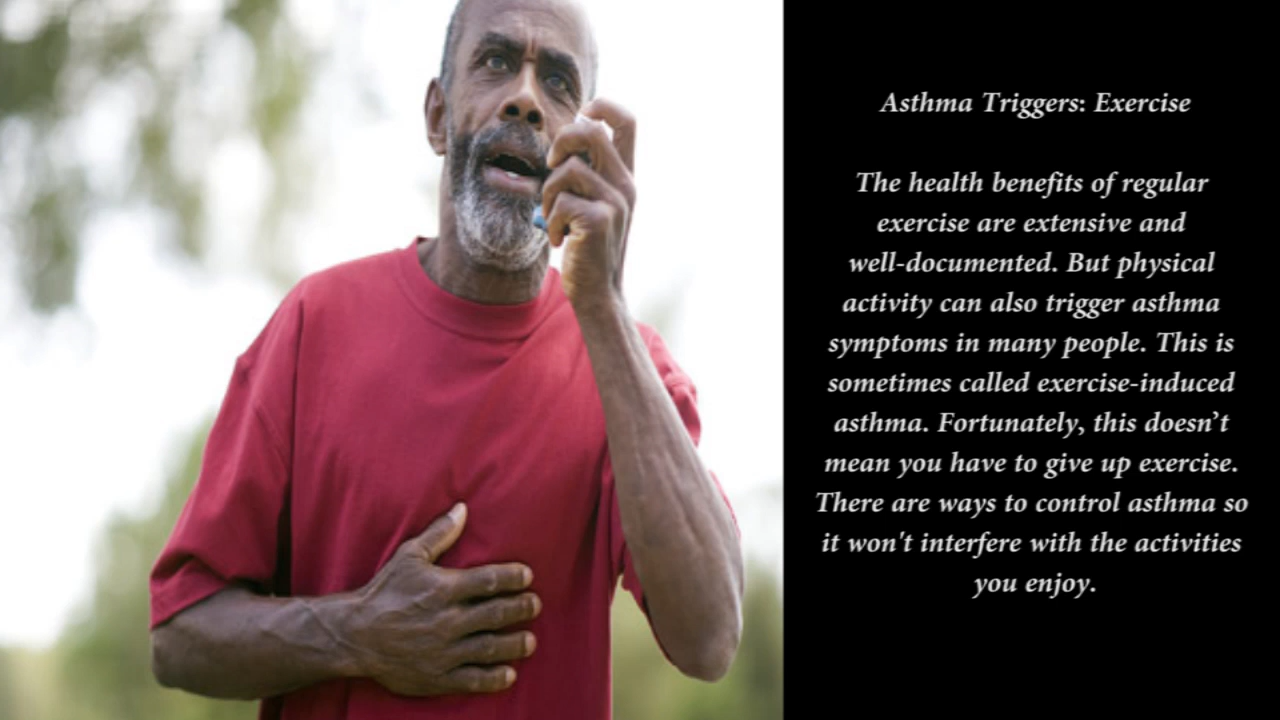 Asthma Triggers: Exercise
The health benefits of regular
exercise are extensive and
well-documented. But physical
activity can also trigger asthma
symptoms in many people. This is
sometimes called exercise-induced
asthma. Fortunately, this doesn’t
mean you have to give up exercise.
There are ways to control asthma so
it won't interfere with the activities
you enjoy.